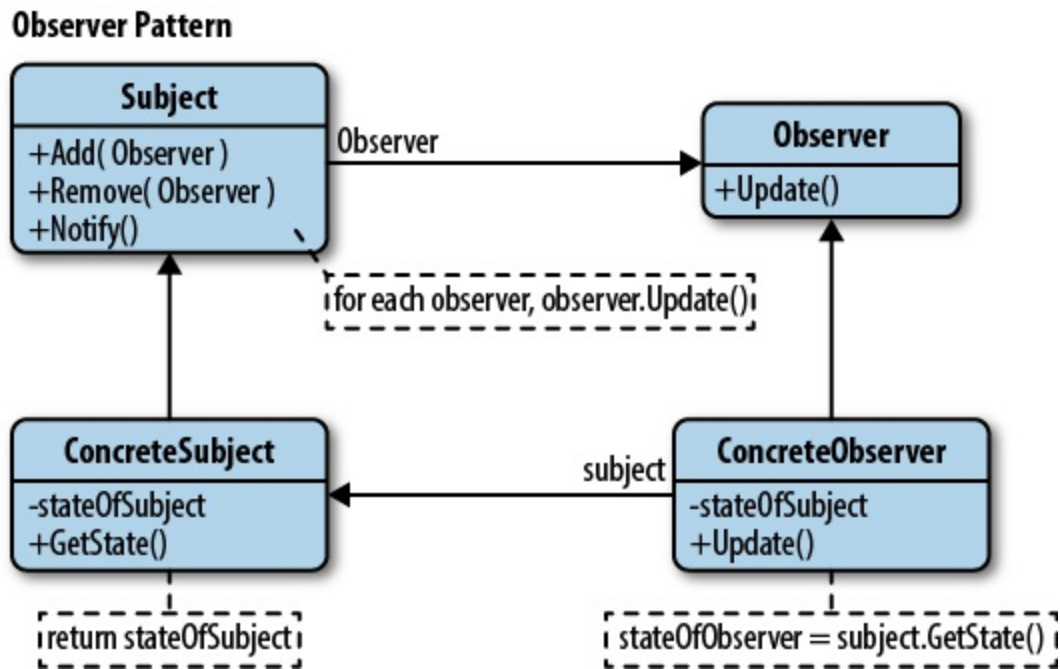 Observer Pattern
Subject
+Add( Observer )
+Remove( Observer )
+Notify()
Observer
Observer
+Update()
for each observer, observer.Update()
ConcreteSubject
-stateOfSubject
+GetState()
subject
ConcreteObserver
-stateOfSubject
+Update()
return stateOfSubject
stateOfObserver = subject.GetState()